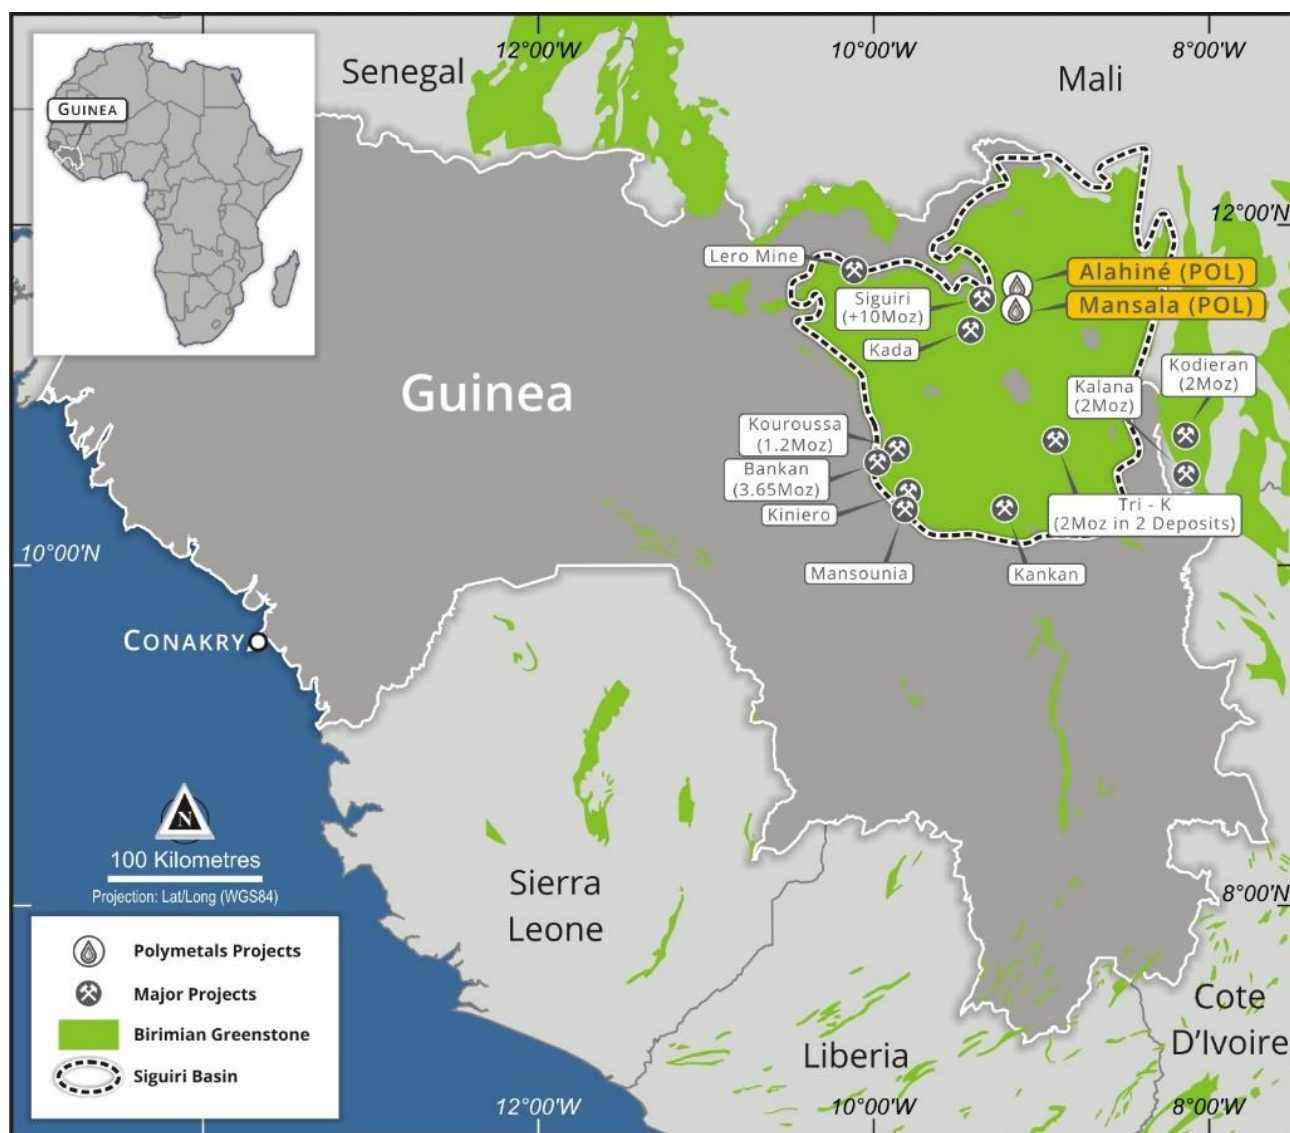 12°00'W
10°00'W
8°00'W
Senegal
Mali
GUINEA
12°00'N
Lero Mine
Alahiné (POL)
Siguiri
(+10Moz)
Mansala (POL)
Kada
Guinea
Kodieran
(2Moz)
Kalana
(2Moz)
Kouroussa
(1.2Moz)
Bankan
(3.65Moz)
Kiniero
Tri - K
(2Moz in 2 Deposits)
10°00'N
Mansounia
Kankan
CONAKRY
N
100 Kilometres
Projection: Lat/Long (WGS84)
Sierra
Leone
8°00'N
Polymetals Projects
Major Projects
Birimian Greenstone
Siguiri Basin
Cote
D'Ivoire
Liberia
12°00'W
10°00'W
8°00'W